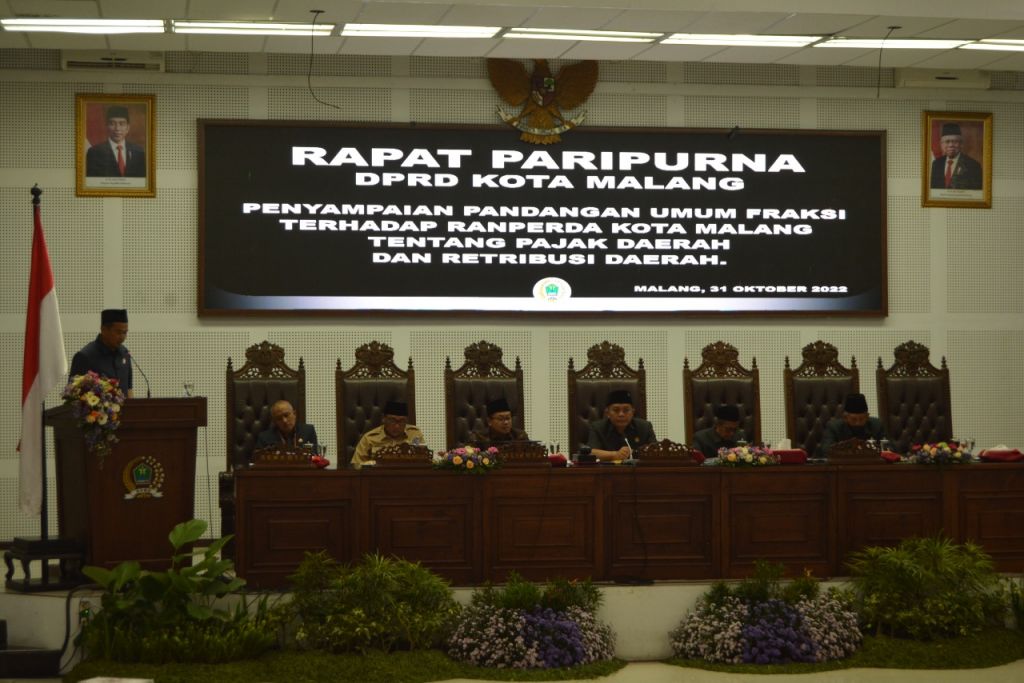 RAPAT PARIPURNA
DPRD KOTA MALANG
PENYAMPAIAN PANDANGAN UMUM FRAKSI
TERHADAP RANPERDA KOTA MALANG
TENTANG PAJAK DAERAH
DAN RETRIBUSI DAERAH.
MALANG, 31 OKTOBER 2022